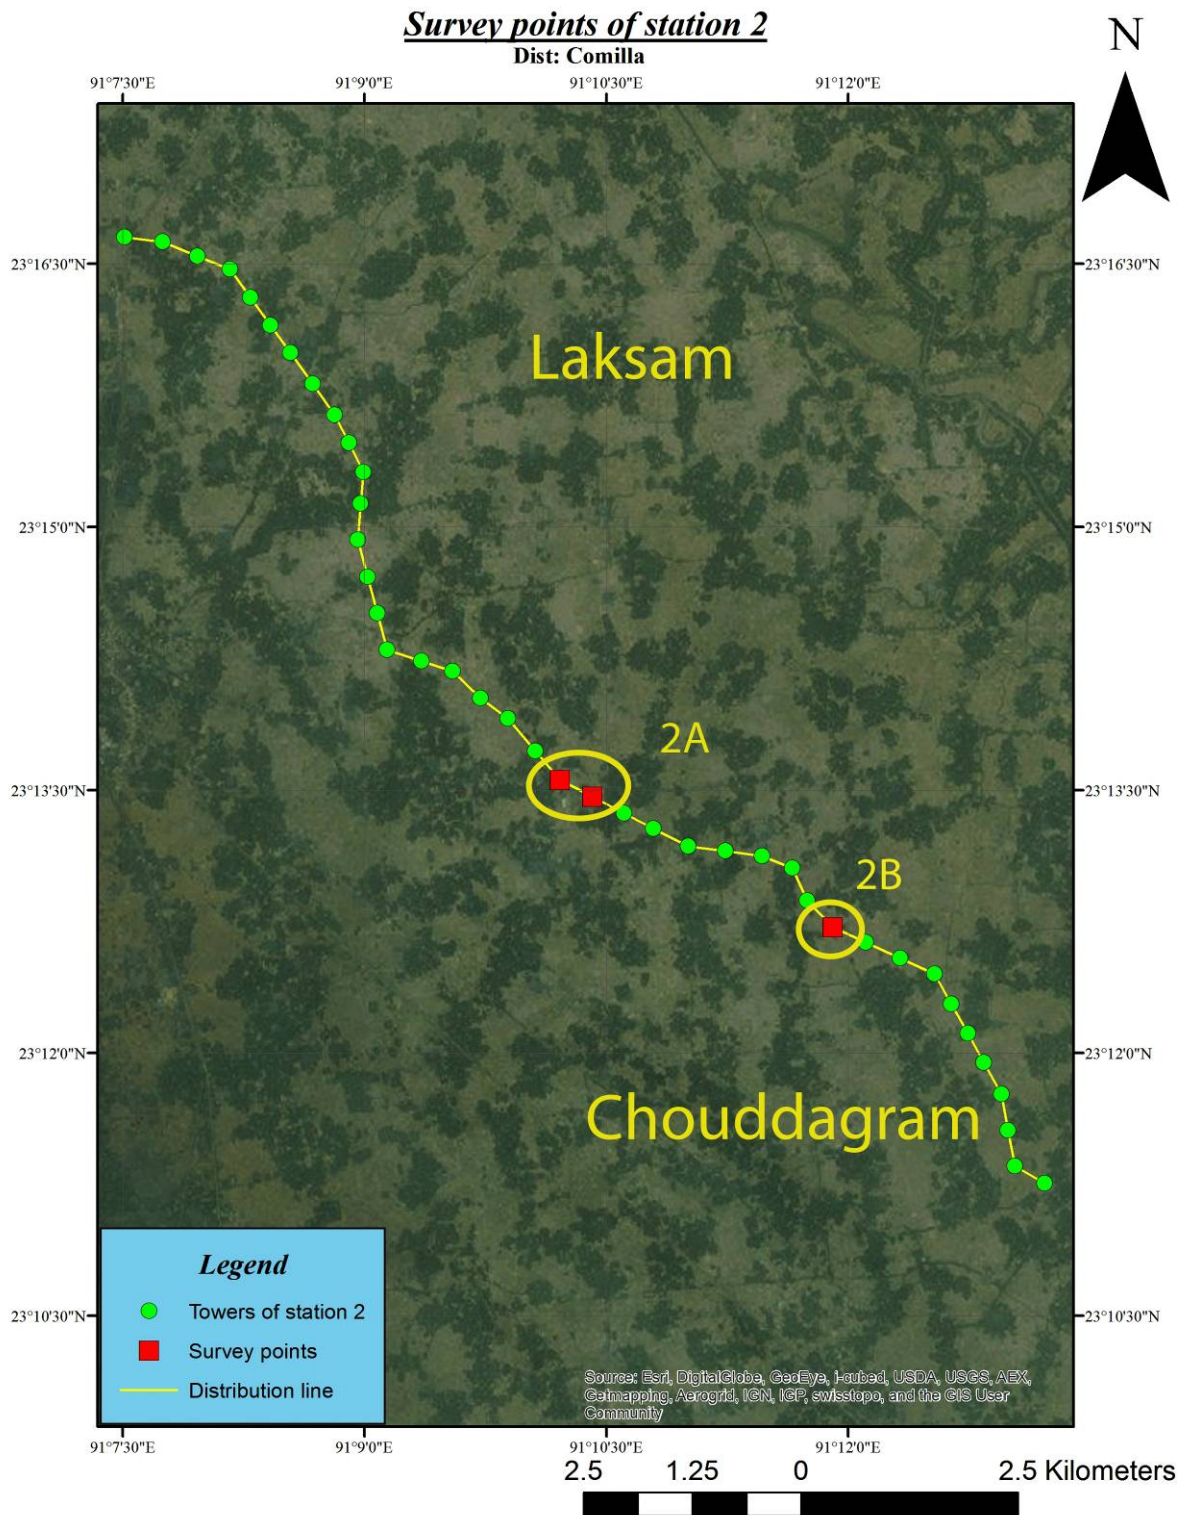 Survey points of station 2
Dist: Comilla
N
91°7'30"E 91°9'0"E 91°10'30"E 91°12'0"E
23°16'30"N 23°16'30"N
Laksam
23°15'0"N 23°15'0"N
2A
23°13'30"N 23°13'30"N
2B
23°12'0"N 23°12'0"N
Chouddagram
Legend
Towers of station 2
Survey points
Distribution line
23°10'30"N 23°10'30"N
Source: Esri, DigitalGlobe, GeoEye, i-cubed, USDA, USGS, AEX,
Getmapping, Aerogrid, IGN, IGP, swisstopo, and the GIS User
Community
91°7'30"E 91°9'0"E 91°10'30"E 91°12'0"E
2.5 1.25 0 2.5 Kilometers